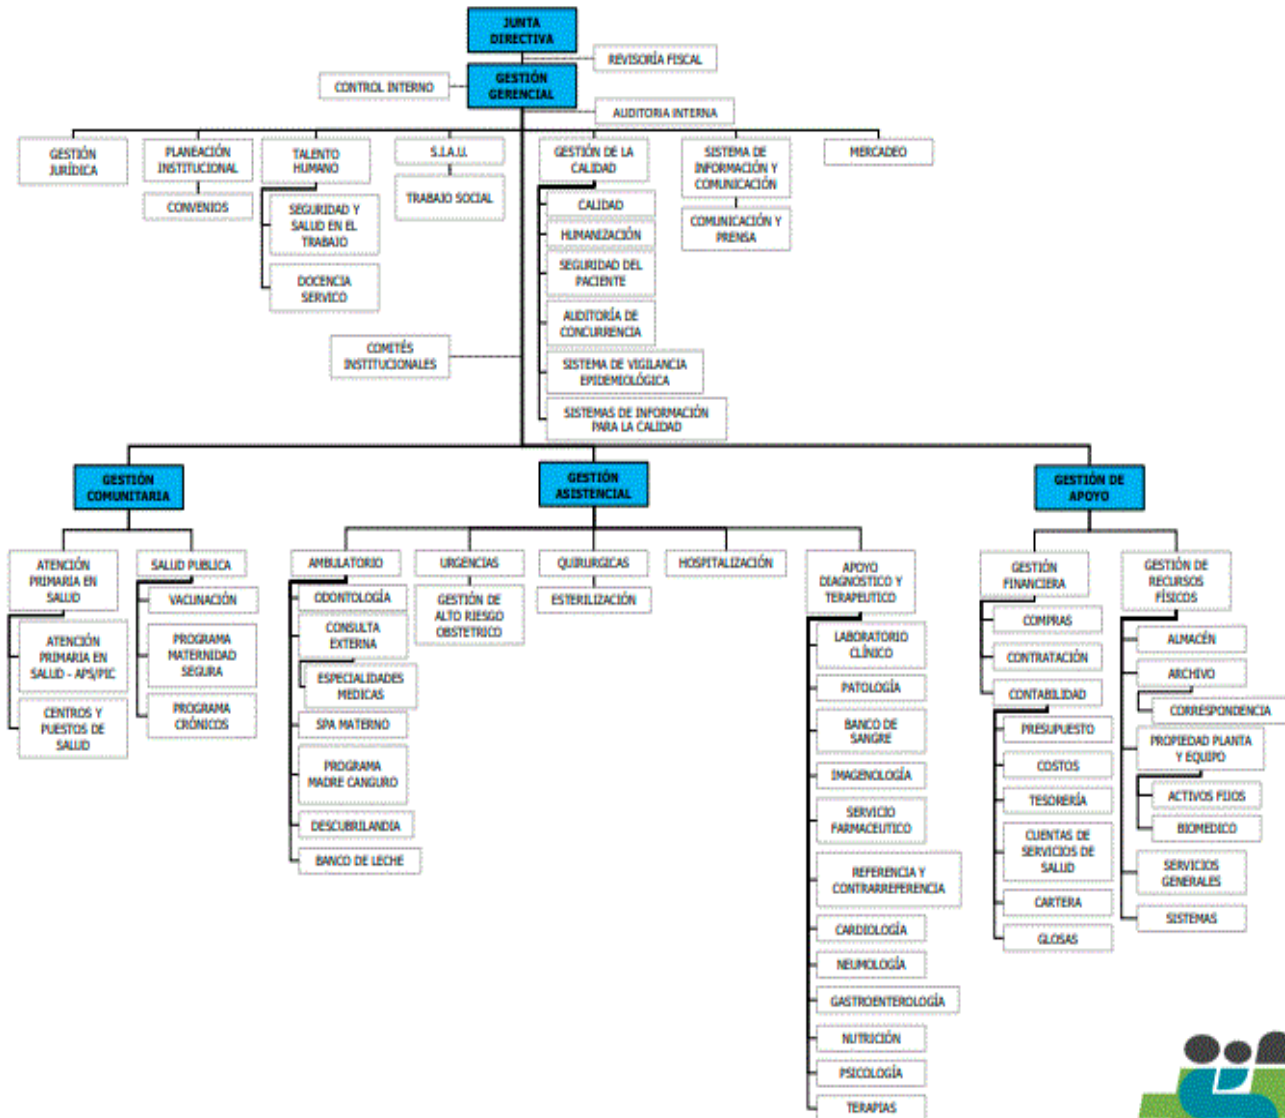 JUNTA
DIRECTIVA
REVISORÍA FISCAL
GESTIÓN
GERENCIAL
CONTROL INTERNO
AUDITORIA INTERNA
GESTIÓN
JURÍDICA
PLANEACIÓN
INSTITUCIONAL
CONVENIOS
TALENTO
HUMANO
SEGURIDAD Y
SALUD EN EL
TRABAJO
DOCENCIA
SERVICO
S.I.A.U.
TRABAJO SOCIAL
GESTIÓN DE LA
CALIDAD
CALIDAD
HUMANIZACIÓN
SEGURIDAD DEL
PACIENTE
AUDITORÍA DE
CONCURRENCIA
SISTEMA DE VIGILANCIA
EPIDEMIOLÓGICA
SISTEMAS DE INFORMACIÓN
PARA LA CALIDAD
SISTEMA DE
INFORMACIÓN Y
COMUNICACIÓN
COMUNICACIÓN Y
PRENSA
MERCADEO
COMITÉS
INSTITUCIONALES
GESTIÓN
COMUNITARIA
ATENCIÓN
PRIMARIA EN
SALUD
ATENCIÓN
PRIMARIA EN
SALUD - APS/PIC
CENTROS Y
PUESTOS DE
SALUD
SALUD PUBLICA
VACUNACIÓN
PROGRAMA
MATERNIDAD
SEGURA
PROGRAMA
CRÓNICOS
GESTIÓN
ASISTENCIAL
AMBULATORIO
ODONTOLOGÍA
CONSULTA
EXTERNA
ESPECIALIDADES
MEDICAS
SPA MATERNO
PROGRAMA
MADRE CANGURO
DESCUBRILANDIA
BANCO DE LECHE
URGENCIAS
GESTIÓN DE
ALTO RIESGO
OBSTETRICO
QUIRURGICAS
ESTERILIZACIÓN
HOSPITALIZACIÓN
APOYO
DIAGNOSTICO Y
TERAPEUTICO
LABORATORIO
CLÍNICO
PATOLOGÍA
BANCO DE
SANGRE
IMAGENOLOGÍA
SERVICIO
FARMACEUTICO
REFERENCIA Y
CONTRARREFERENCIA
CARDIOLOGÍA
NEUMOLOGÍA
GASTROENTEROLOGÍA
NUTRICIÓN
PSICOLOGÍA
TERAPIAS
GESTIÓN DE
APOYO
GESTIÓN
FINANCIERA
COMPRAS
CONTRATACIÓN
CONTABILIDAD
PRESUPUESTO
COSTOS
TESORERÍA
CUENTAS DE
SERVICIOS DE
SALUD
CARTERA
GLOSAS
GESTIÓN DE
RECURSOS
FÍSICOS
ALMACÉN
ARCHIVO
CORRESPONDENCIA
PROPIEDAD PLANTA
Y EQUIPO
ACTIVOS FIJOS
BIOMEDICO
SERVICIOS
GENERALES
SISTEMAS